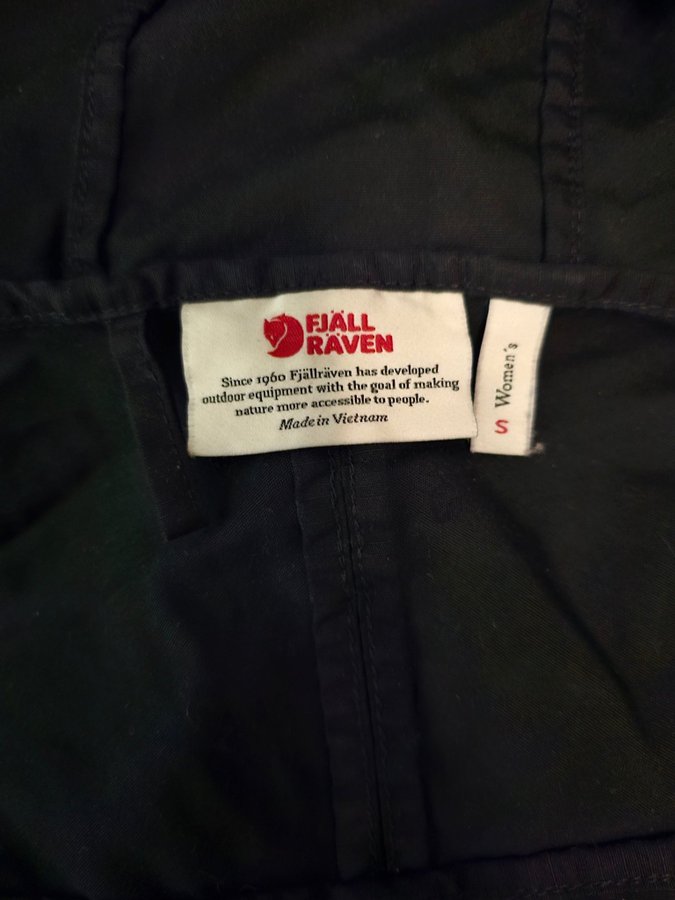 FJÄLL
RÄVEN
Since 1960 Fjällräven has developed
outdoor equipment with the goal of making
nature more accessible to people.
Made in Vietnam
S Women's